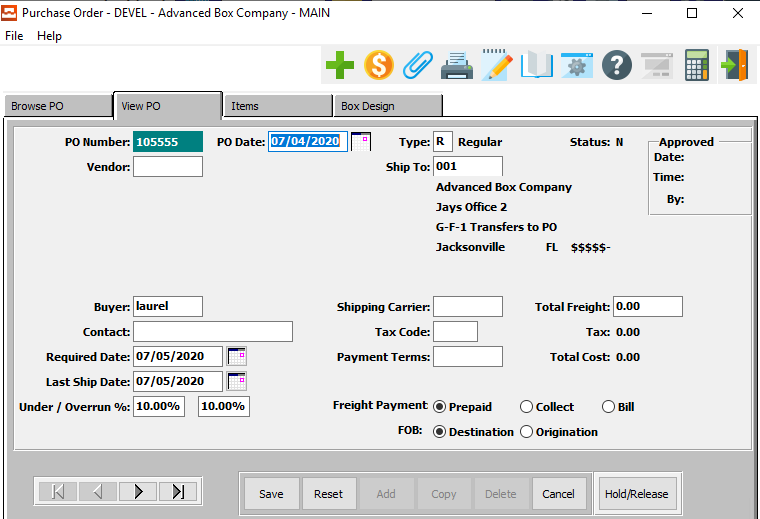 Purchase Order - DEVEL - Advanced Box Company - MAIN
File Help
Browse PO View PO Items Box Design
PO Number: 105555 PO Date: 07/04/2020 Type: R Regular Status: N Approved
Date:
Vendor: Ship To: 001
Time:
Advanced Box Company
By:
Jays Office 2
G-F-1 Transfers to PO
Jacksonville FL $$$$$-
Buyer: laurel Shipping Carrier: Total Freight: 0.00
Contact: Tax Code: Tax: 0.00
Required Date: 07/05/2020 Payment Terms: Total Cost: 0.00
Last Ship Date: 07/05/2020
Under / Overrun %: 10.00% 10.00% Freight Payment Prepaid Collect Bill
FOB: Destination Origination
Save Reset Add Copy Delete Cancel Hold/Release